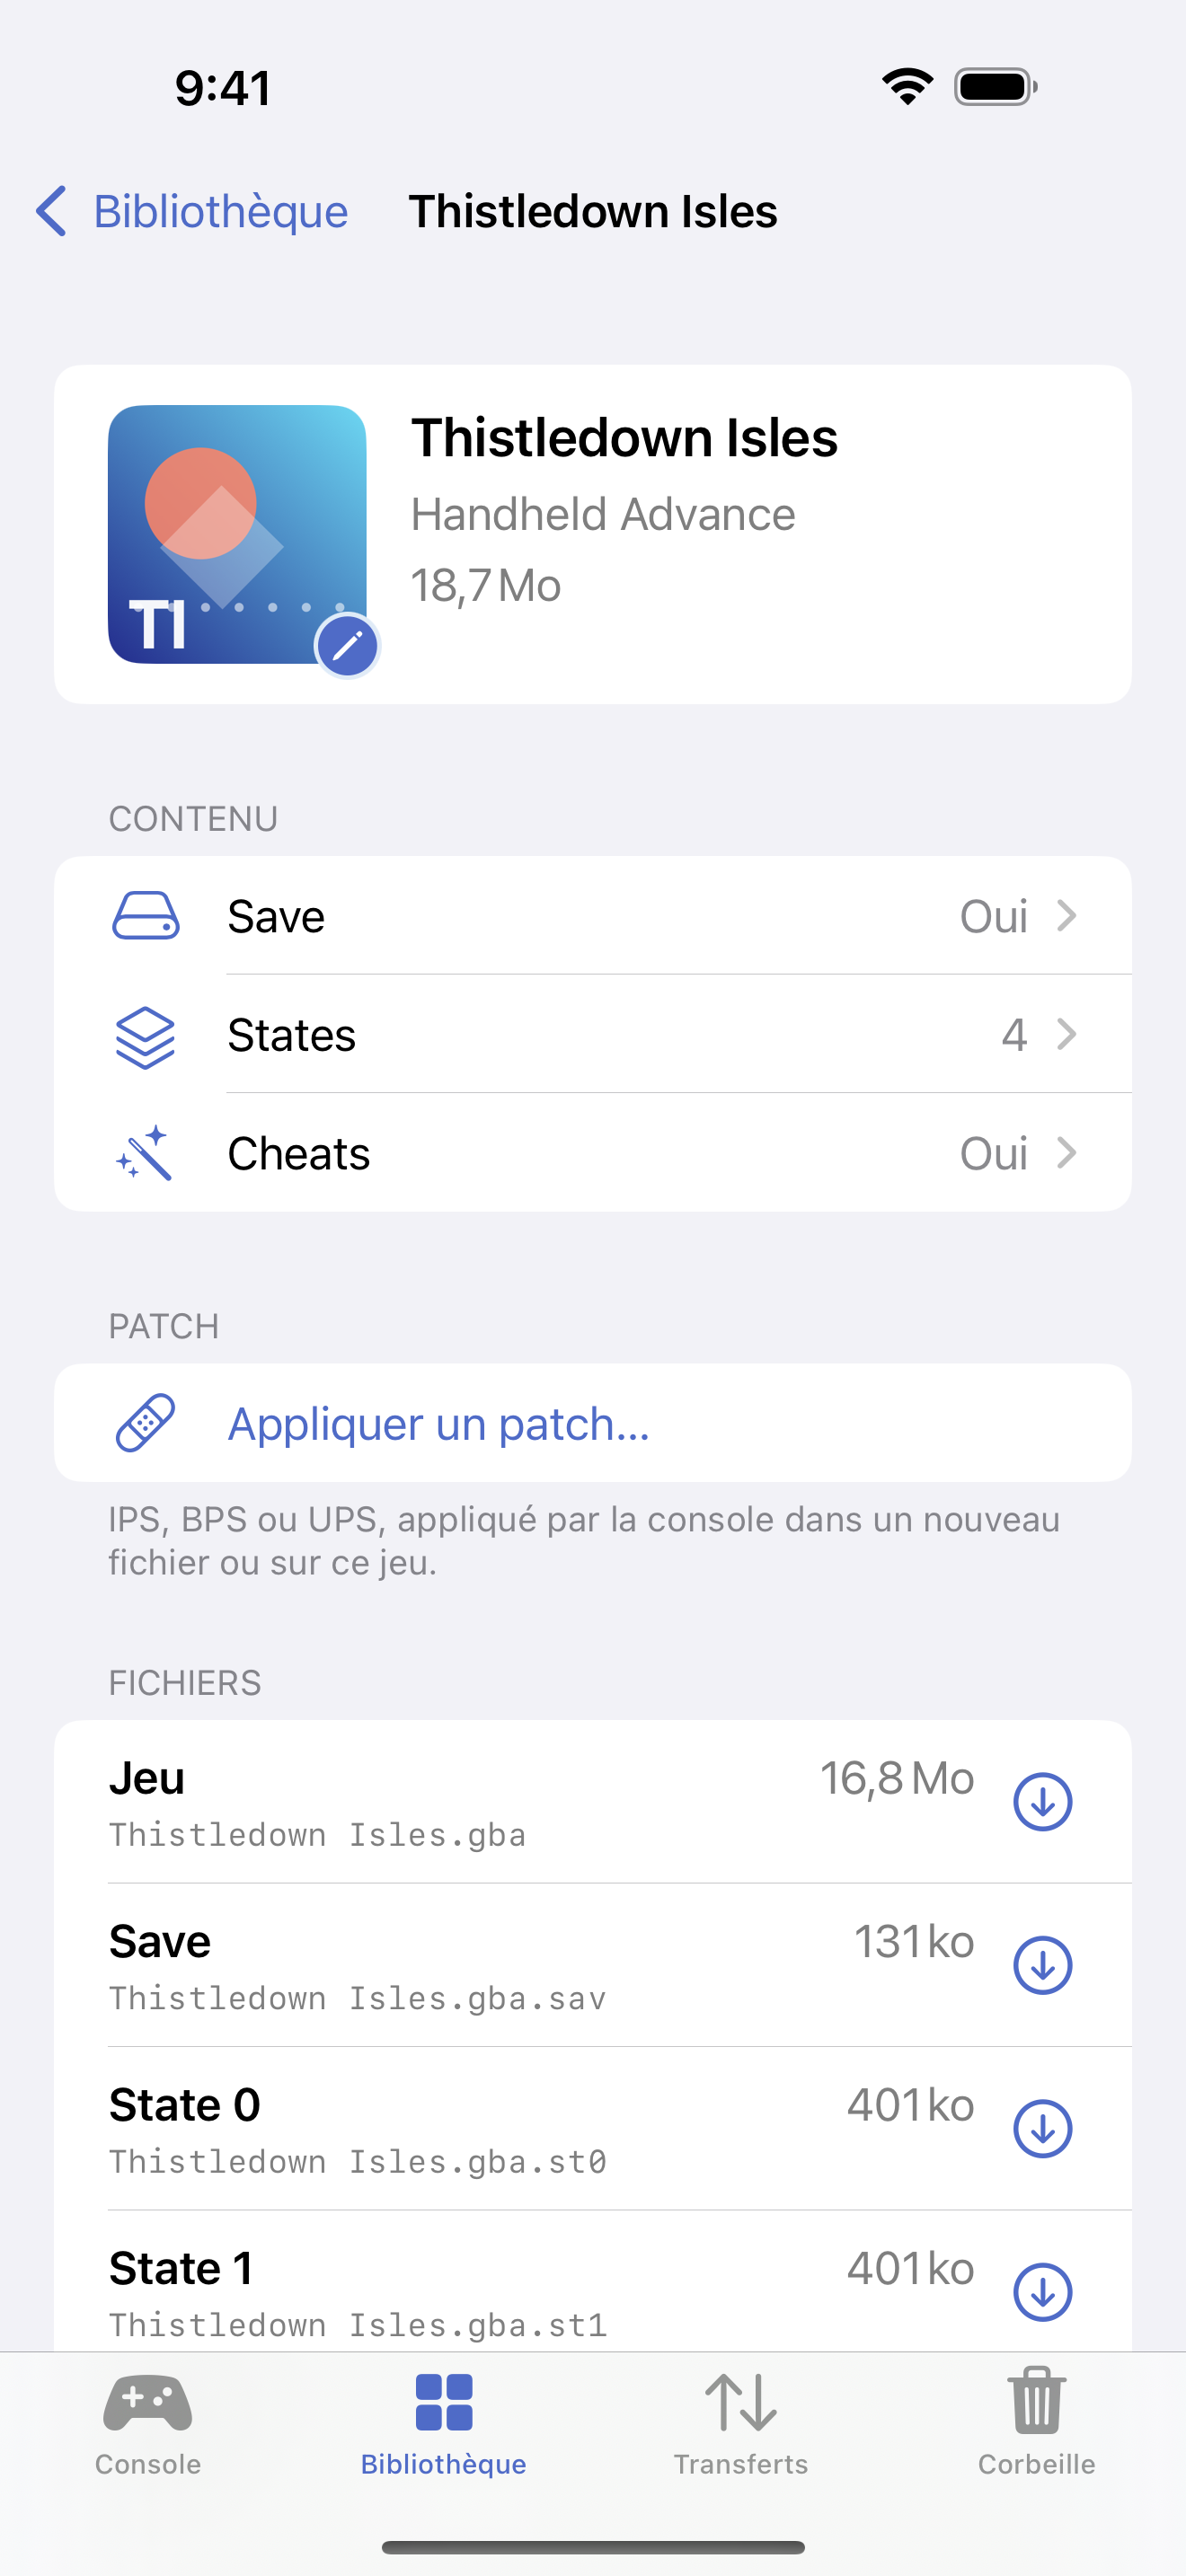 9:41
Bibliothèque
Thistledown Isles
Thistledown Isles
Handheld Advance
18,7 Mo
TI
CONTENU
Save
Oui
States
4
Cheats
Oui
PATCH
Appliquer un patch...
IPS, BPS ou UPS, appliqué par la console dans un nouveau
fichier ou sur ce jeu.
FICHIERS
Jeu
16,8 Mo
Thistledown Isles.gba
Save
131 ko
Thistledown Isles.gba.sav
State 0
401 ko
Thistledown Isles.gba.st0
State 1
401 ko
Thistledown Isles.gba.st1
Console
Bibliothèque
Transferts
Corbeille